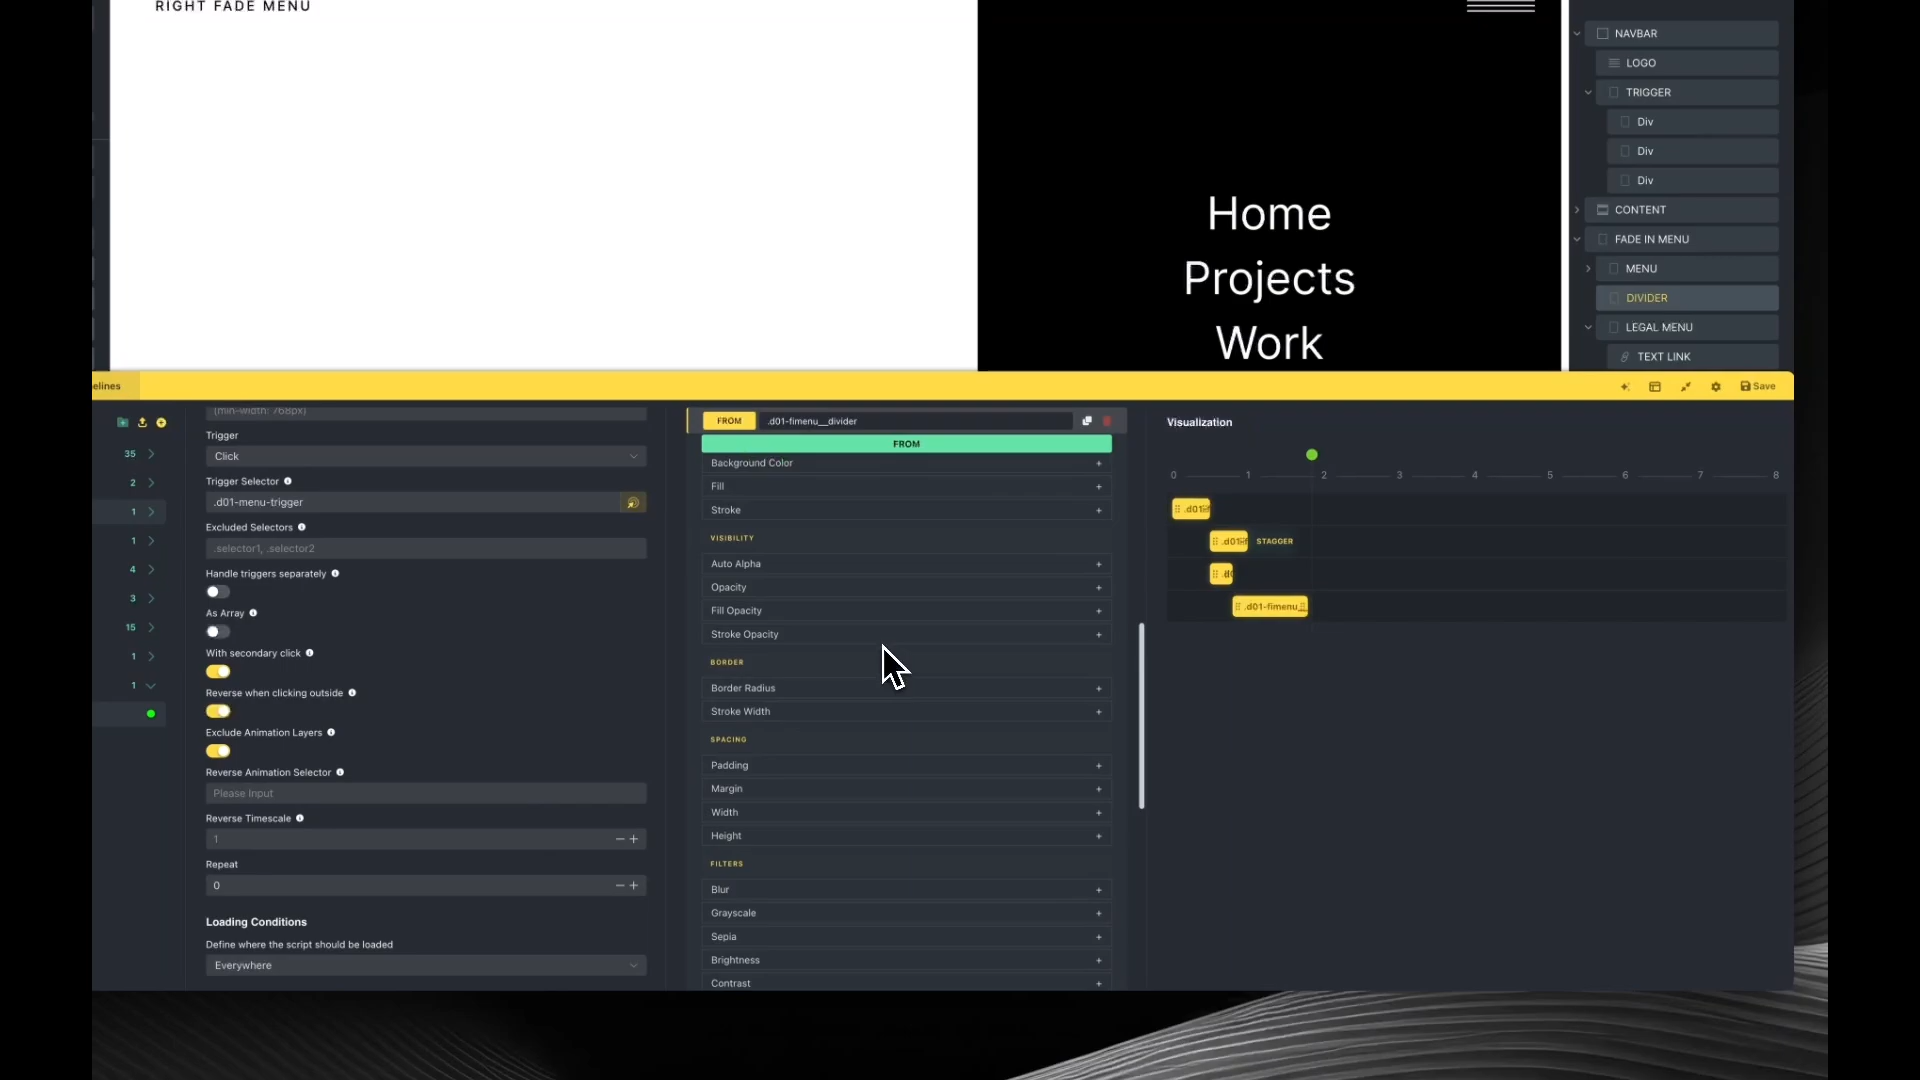 RIGHT FADE MENU
Home
Projects
Work
NAVBAR
LOGO
TRIGGER
Div
Div
Div
CONTENT
FADE IN MENU
MENU
DIVIDER
LEGAL MENU
TEXT LINK
elines
Save
35
2
1
1
4
3
15
1
1
(min-width: 768px)
Trigger
Click
Trigger Selector
.d01-menu-trigger
Excluded Selectors
.selector1, .selector2
Handle triggers separately
As Array
With secondary click
Reverse when clicking outside
Exclude Animation Layers
Reverse Animation Selector
Please Input
Reverse Timescale
1
Repeat
0
Loading Conditions
Define where the script should be loaded
Everywhere
FROM .d01-fimenu__divider
FROM
Background Color +
Fill +
Stroke +
VISIBILITY
Auto Alpha +
Opacity +
Fill Opacity +
Stroke Opacity +
BORDER
Border Radius +
Stroke Width +
SPACING
Padding +
Margin +
Width +
Height +
FILTERS
Blur +
Grayscale +
Sepia +
Brightness +
Contrast +
Visualization
0 1 2 3 4 5 6 7 8
.d01
.d01 STAGGER
.d01-fimenu_